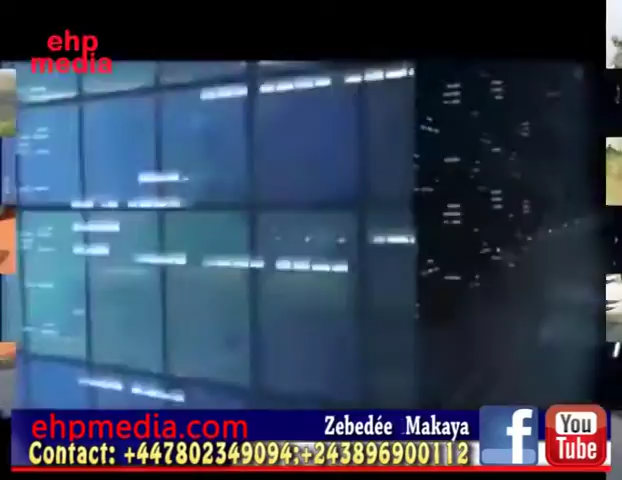 ehp
media
ehpmedia.com
Zebedée Makaya
f
You
Tube
Contact: +447802349094;+243896900112